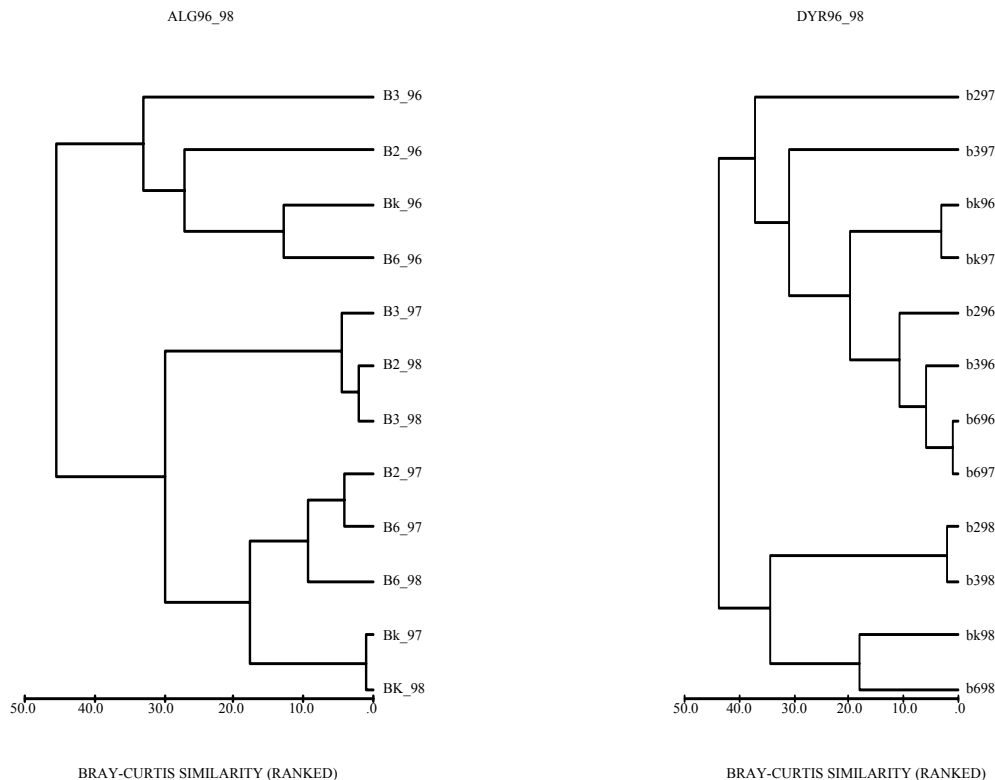 ALG96_98
B3_96
B2_96
Bk_96
B6_96
B3_97
B2_98
B3_98
B2_97
B6_97
B6_98
Bk_97
BK_98
50.0 40.0 30.0 20.0 10.0 .0
BRAY-CURTIS SIMILARITY (RANKED)
DYR96_98
b297
b397
bk96
bk97
b296
b396
b696
b697
b298
b398
bk98
b698
50.0 40.0 30.0 20.0 10.0 .0
BRAY-CURTIS SIMILARITY (RANKED)